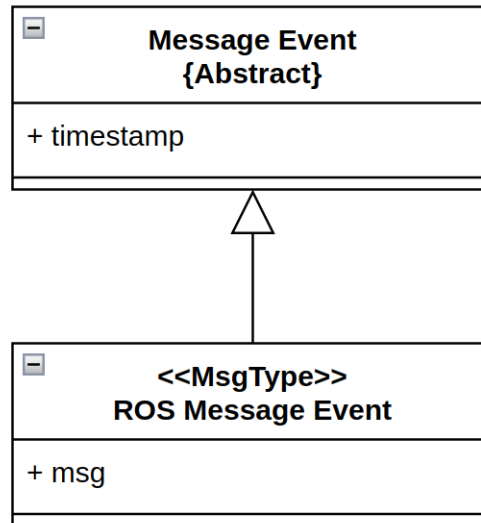 Message Event
{Abstract}
+ timestamp
<<MsgType>>
ROS Message Event
+ msg